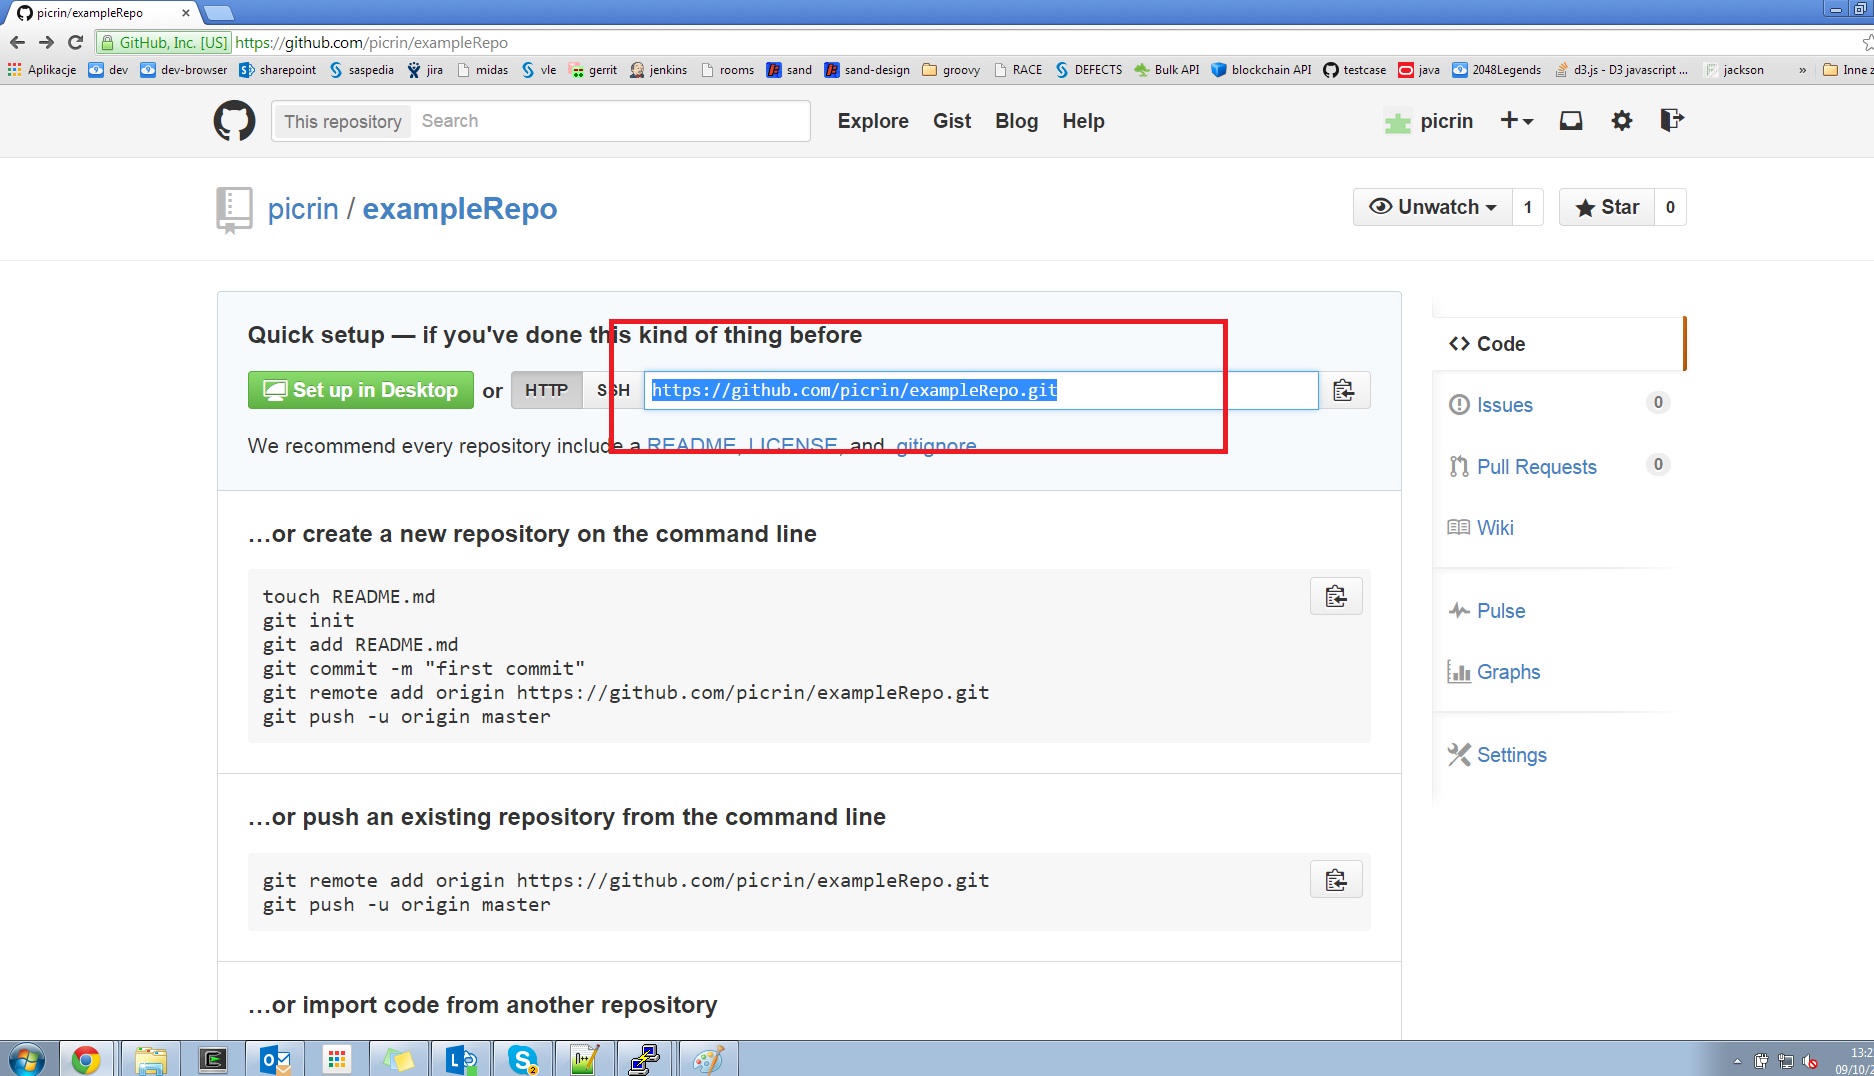 picrin/exampleRepo
GitHub, Inc. [US] https://github.com/picrin/exampleRepo
Aplikacje dev dev-browser sharepoint saspedia jira midas vle gerrit jenkins rooms sand sand-design groovy RACE DEFECTS Bulk API blockchain API testcase java 2048Legends d3.js - D3 javascript ... jackson » Inne z
This repository Search Explore Gist Blog Help picrin
picrin / exampleRepo Unwatch 1 Star 0
Quick setup — if you've done this kind of thing before
Set up in Desktop or HTTP SSH https://github.com/picrin/exampleRepo.git
We recommend every repository include a README, LICENSE, and .gitignore.
…or create a new repository on the command line
touch README.md
git init
git add README.md
git commit -m "first commit"
git remote add origin https://github.com/picrin/exampleRepo.git
git push -u origin master
…or push an existing repository from the command line
git remote add origin https://github.com/picrin/exampleRepo.git
git push -u origin master
…or import code from another repository
Code
Issues 0
Pull Requests 0
Wiki
Pulse
Graphs
Settings
13:2
09/10/